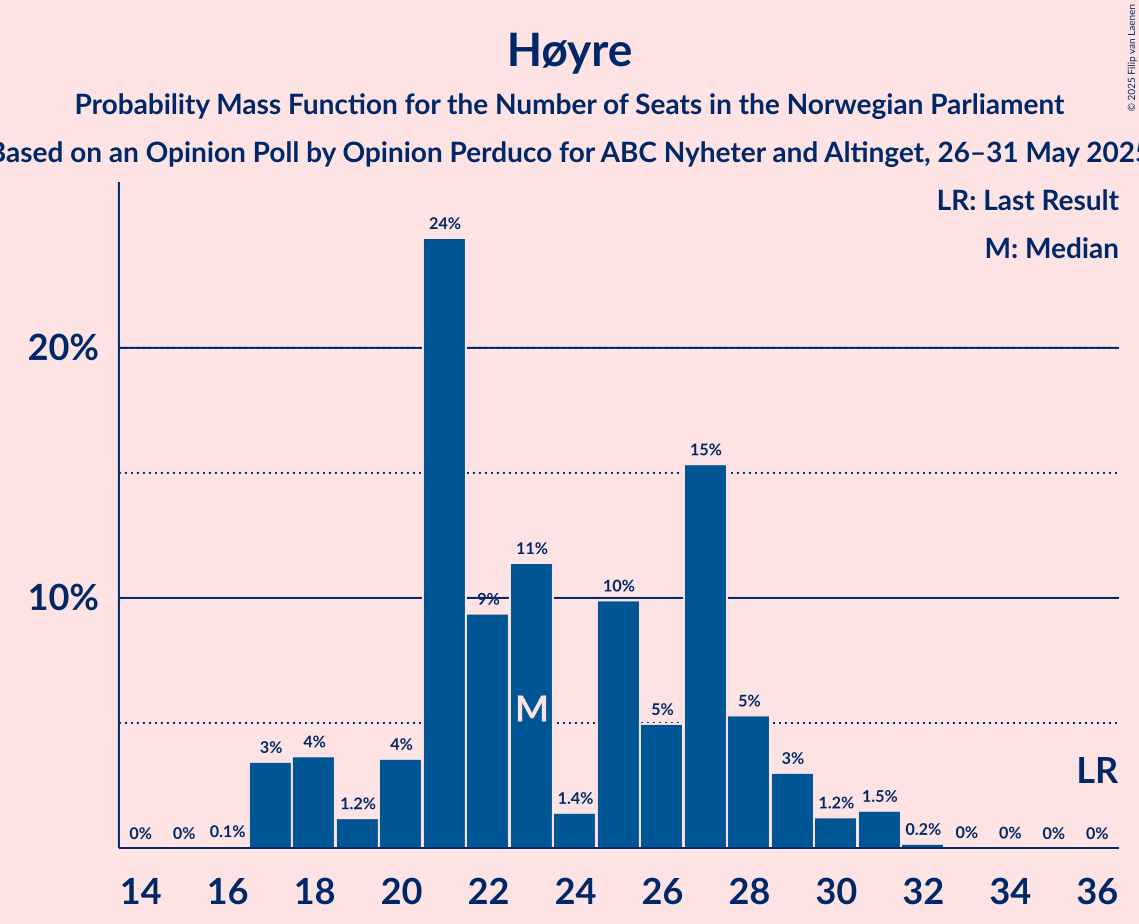 Høyre
Probability Mass Function for the Number of Seats in the Norwegian Parliament
Based on an Opinion Poll by Opinion Perduco for ABC Nyheter and Altinget, 26–31 May 2025
© 2025 Filip van Laenen
LR: Last Result
M: Median
24%
20%
15%
11%
10%
9%
10%
M
5%
5%
3%
4%
4%
3%
LR
1.2%
1.4%
1.2%
1.5%
0%
0%
0.1%
0.2%
0%
0%
0%
0%
14 16 18 20 22 24 26 28 30 32 34 36